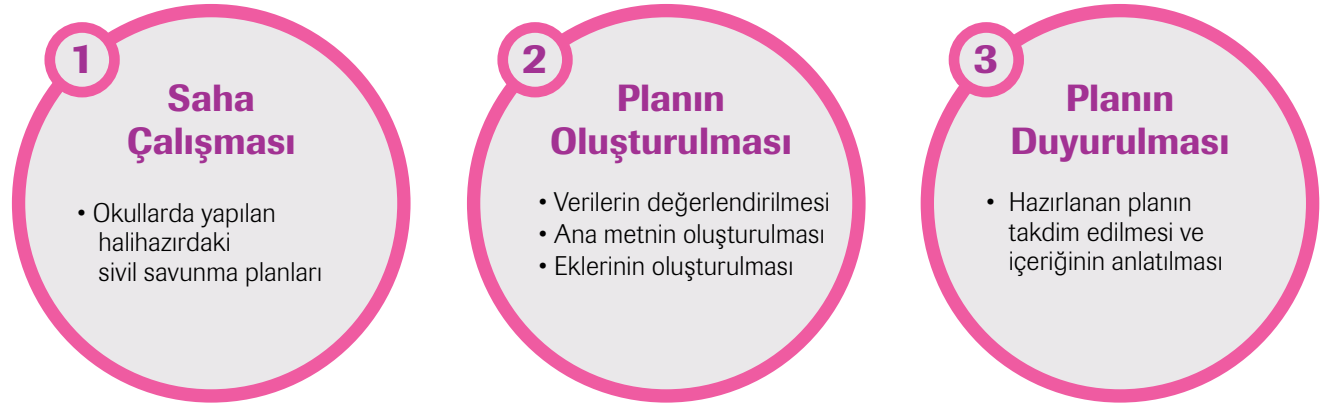 1
Saha
Çalışması
• Okullarda yapılan
halihazırdaki
sivil savunma planları
2
Planın
Oluşturulması
• Verilerin değerlendirilmesi
• Ana metnin oluşturulması
• Eklerinin oluşturulması
3
Planın
Duyurulması
• Hazırlanan planın
takdim edilmesi ve
içeriğinin anlatılması